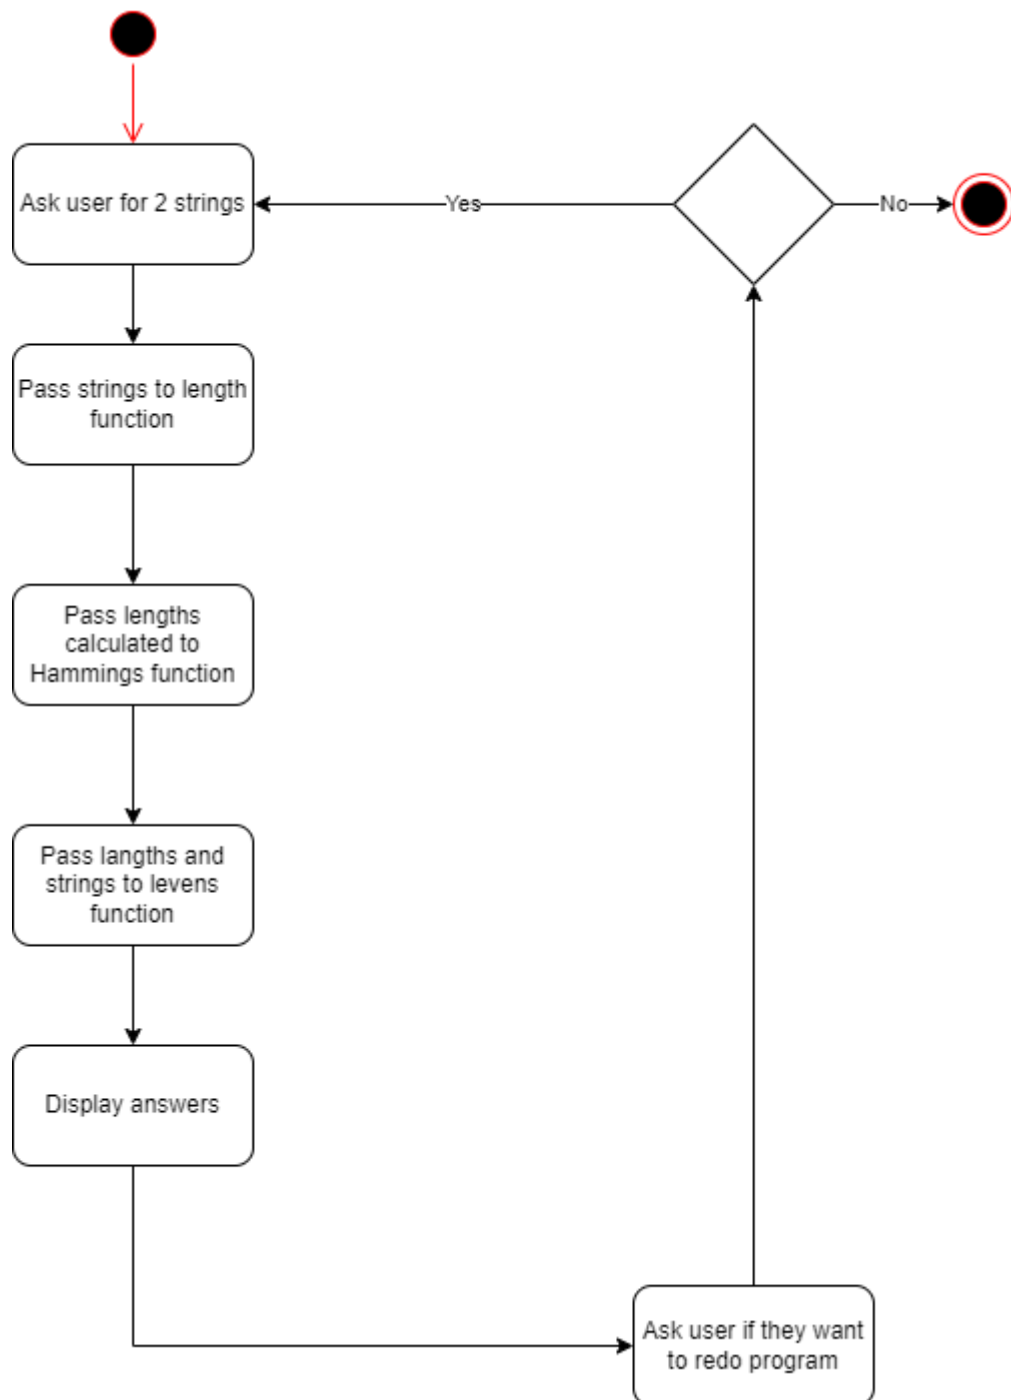 Ask user for 2 strings
Yes
No
Pass strings to length
function
Pass lengths
calculated to
Hammings function
Pass langths and
strings to levens
function
Display answers
Ask user if they want
to redo program